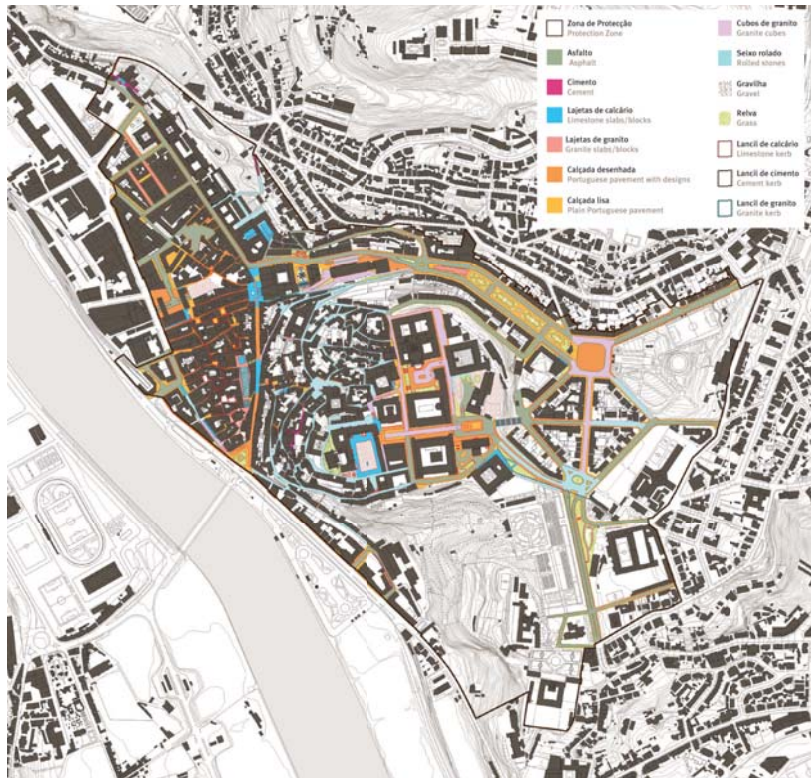 Zona de Protecção
Protection Zone
Asfalto
Asphalt
Cimento
Cement
Lajetas de calcário
Limestone slabs/blocks
Lajetas de granito
Granite slabs/blocks
Calçada desenhada
Portuguese pavement with designs
Calçada lisa
Plain Portuguese pavement
Cubos de granito
Granite cubes
Seixo rolado
Rolled stones
Gravilha
Gravel
Relva
Grass
Lancil de calcário
Limestone kerb
Lancil de cimento
Cement kerb
Lancil de granito
Granite kerb